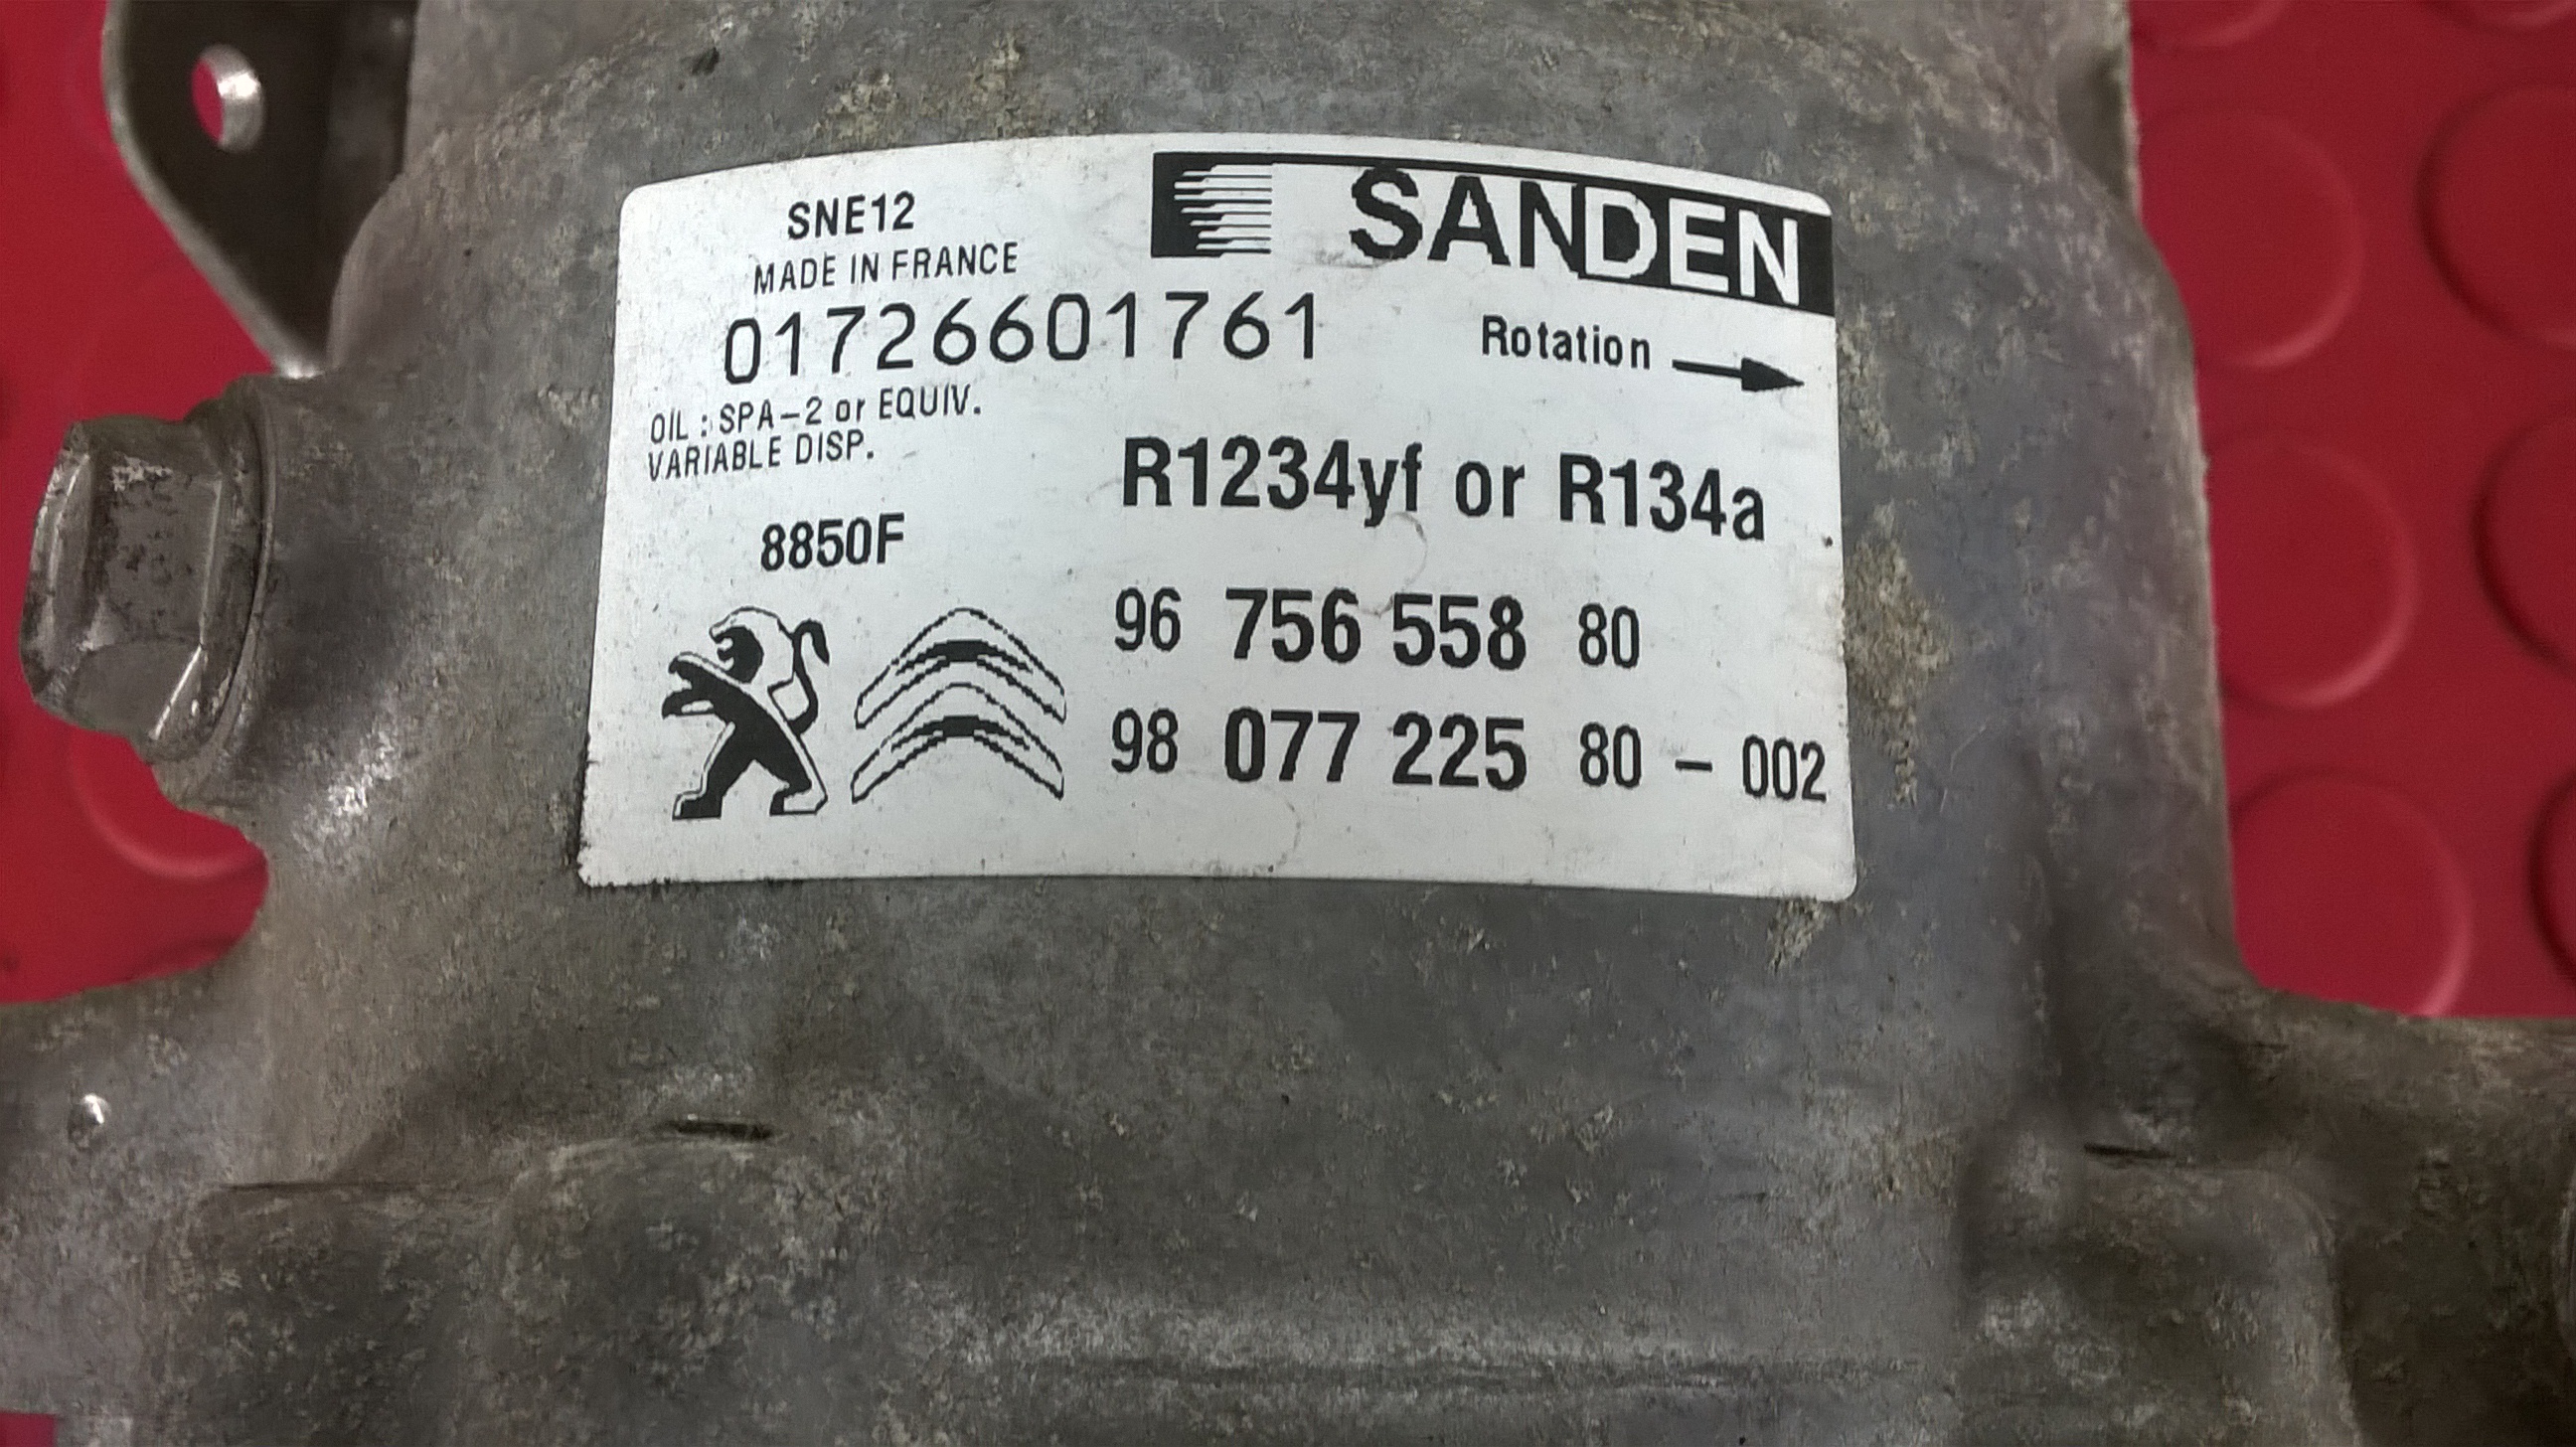 SNE12
MADE IN FRANCE
SANDEN
01726601761
Rotation
OIL : SPA-2 or EQUIV.
VARIABLE DISP.
R1234yf or R134a
8850F
96 756 558 80
98 077 225 80 - 002